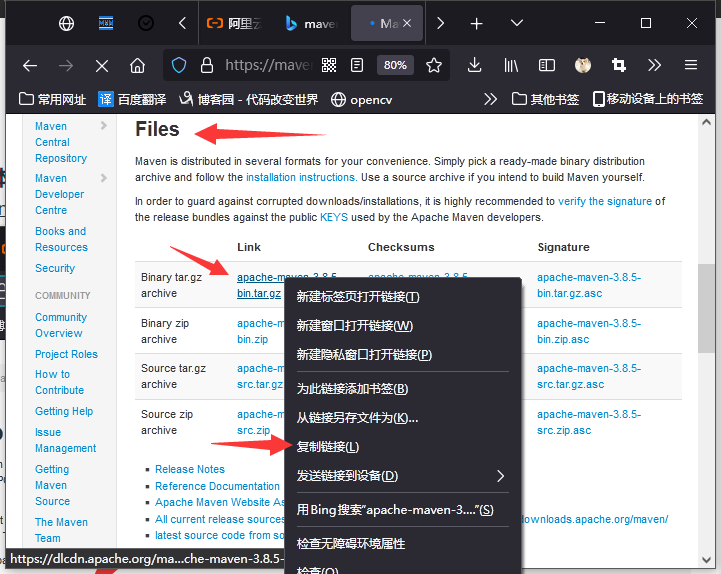 阿里云
maven
Ma
https://mave
80%
常用网址
百度翻译
博客园 - 代码改变世界
opencv
其他书签
移动设备上的书签
Maven
Central
Repository
Maven
Developer
Centre
Books and
Resources
Security
COMMUNITY
Community
Overview
Project Roles
How to
Contribute
Getting Help
Issue
Management
Getting
Maven
Source
The Maven
Team
Files
Maven is distributed in several formats for your convenience. Simply pick a ready-made binary distribution
archive and follow the installation instructions. Use a source archive if you intend to build Maven yourself.
In order to guard against corrupted downloads/installations, it is highly recommended to verify the signature of
the release bundles against the public KEYS used by the Apache Maven developers.
Link Checksums Signature
Binary tar.gz archive apache-maven-3.8.5-bin.tar.gz apache-maven-3.8.5- apache-maven-3.8.5-bin.tar.gz.asc
Binary zip archive apache-m bin.zip apache-maven-3.8.5-bin.zip.asc
Source tar.gz archive apache-m src.tar.gz apache-maven-3.8.5-src.tar.gz.asc
Source zip archive apache-m src.zip apache-maven-3.8.5-src.zip.asc
Release Notes
Reference Documentation
Apache Maven Website As
All current release sources downloads.apache.org/maven/
latest source code from so
新建标签页打开链接(T)
新建窗口打开链接(W)
新建隐私窗口打开链接(P)
为此链接添加书签(B)
从链接另存文件为(K)...
复制链接(L)
发送链接到设备(D)
用 Bing 搜索“apache-maven-3....”(S)
检查无障碍环境属性
检查(Q)
https://dlcdn.apache.org/ma...che-maven-3.8.5-